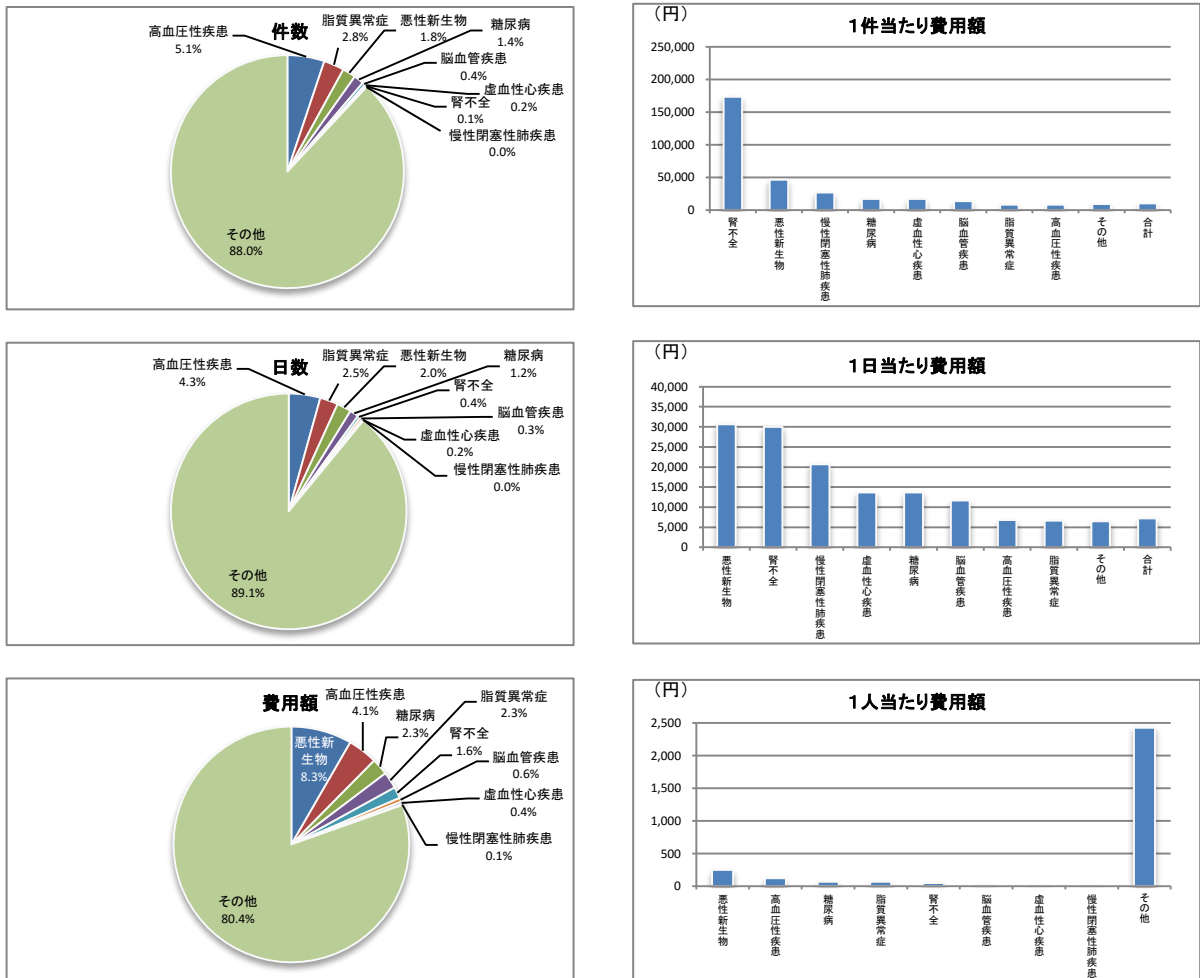 件数
高血圧性疾患
5.1%
脂質異常症
2.8%
悪性新生物
1.8%
糖尿病
1.4%
脳血管疾患
0.4%
虚血性心疾患
0.2%
腎不全
0.1%
慢性閉塞性肺疾患
0.0%
その他
88.0%
（円）
1件当たり費用額
250,000
200,000
150,000
100,000
50,000
0
腎不全
悪性新生物
慢性閉塞性肺疾患
糖尿病
虚血性心疾患
脳血管疾患
脂質異常症
高血圧性疾患
その他
合計
日数
高血圧性疾患
4.3%
脂質異常症
2.5%
悪性新生物
2.0%
糖尿病
1.2%
腎不全
0.4%
脳血管疾患
0.3%
虚血性心疾患
0.2%
慢性閉塞性肺疾患
0.0%
その他
89.1%
（円）
1日当たり費用額
40,000
35,000
30,000
25,000
20,000
15,000
10,000
5,000
0
悪性新生物
腎不全
慢性閉塞性肺疾患
虚血性心疾患
糖尿病
脳血管疾患
高血圧性疾患
脂質異常症
その他
合計
費用額
悪性新
生物
8.3%
高血圧性疾患
4.1%
糖尿病
2.3%
脂質異常症
2.3%
腎不全
1.6%
脳血管疾患
0.6%
虚血性心疾患
0.4%
慢性閉塞性肺疾患
0.1%
その他
80.4%
（円）
1人当たり費用額
2,500
2,000
1,500
1,000
500
0
悪性新生物
高血圧性疾患
糖尿病
脂質異常症
腎不全
脳血管疾患
虚血性心疾患
慢性閉塞性肺疾患
その他